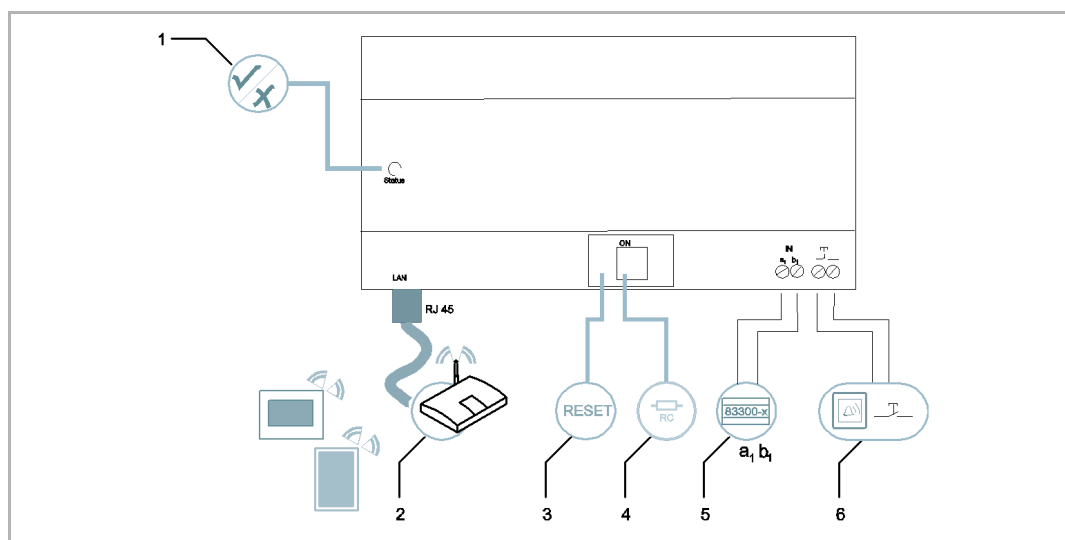 1
Status
ON
IN
a₁ b₁
LAN
RJ 45
RESET
RC
83300-x
a₁ b₁
2
3
4
5
6